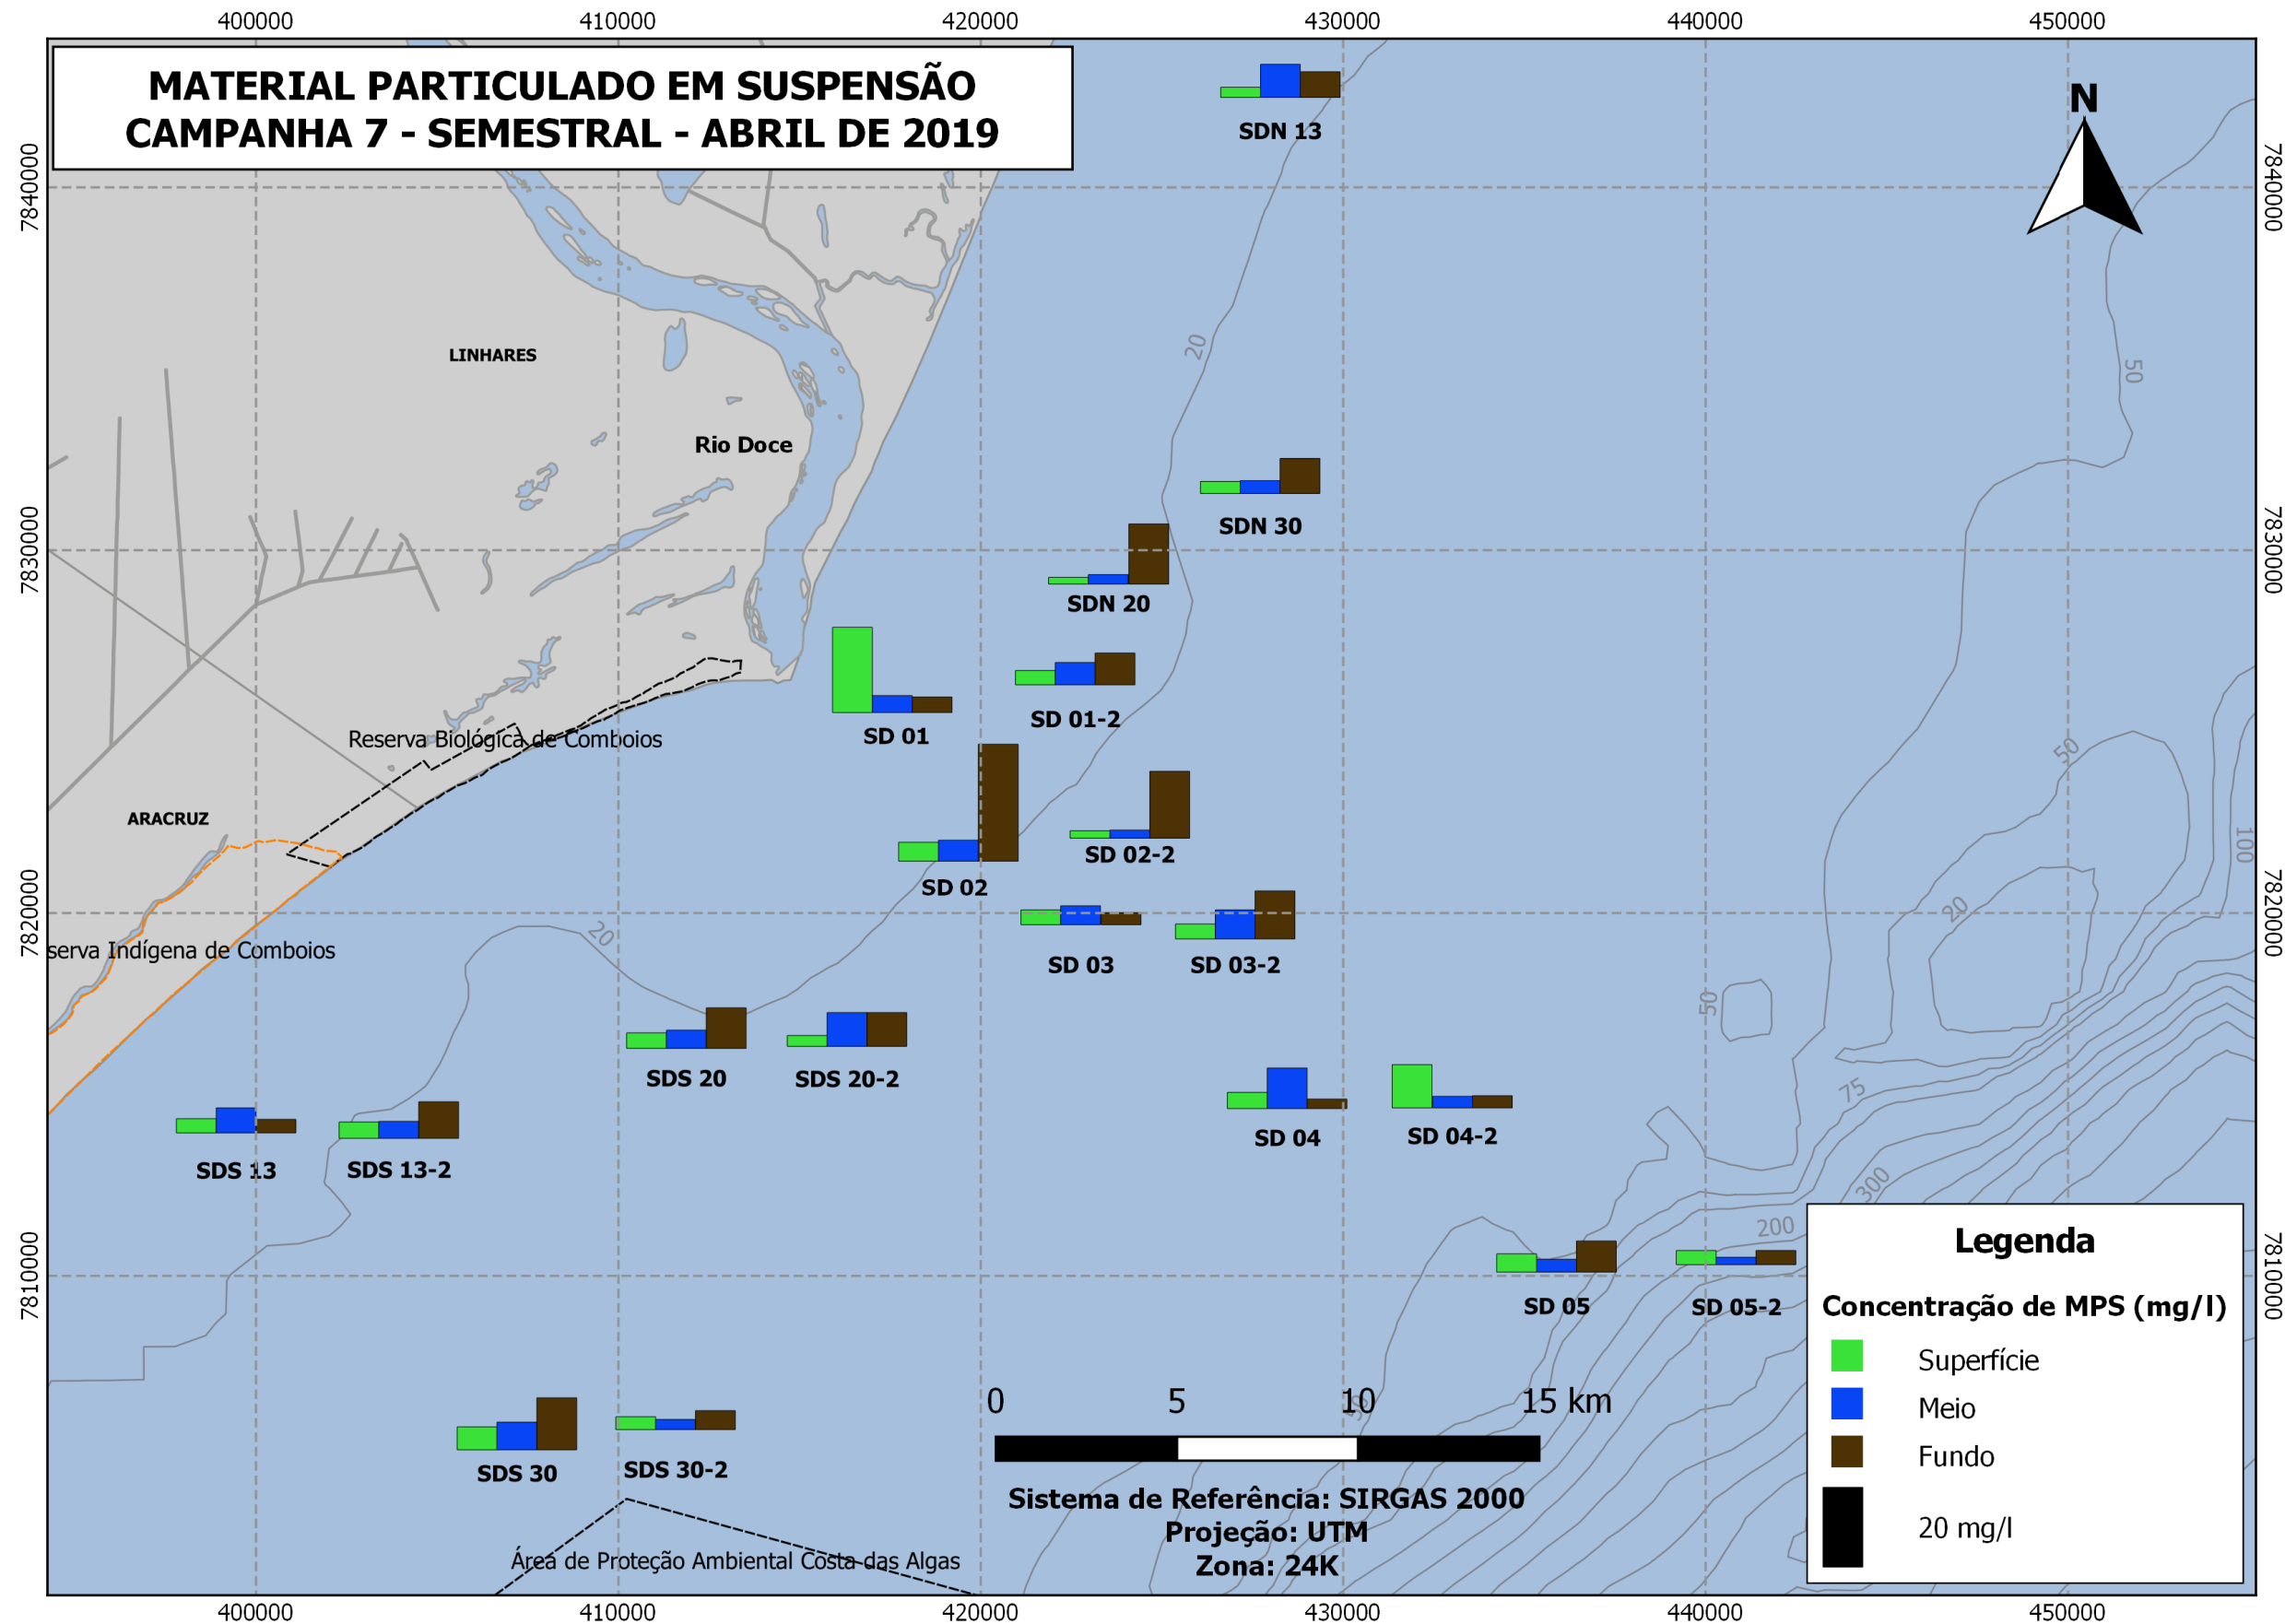 400000 410000 420000 430000 440000 450000
MATERIAL PARTICULADO EM SUSPENSÃO
CAMPANHA 7 - SEMESTRAL - ABRIL DE 2019
SDN 13
N
7840000
7840000
20
LINHARES
50
Rio Doce
SDN 30
7830000
7830000
SDN 20
SD 01-2
SD 01
Reserva Biológica de Comboios
50
ARACRUZ
100
SD 02-2
SD 02
20
7820000
7820000
20
serva Indígena de Comboios
SD 03
SD 03-2
50
SDS 20
SDS 20-2
75
SD 04
SD 04-2
SDS 13
SDS 13-2
300
200
7810000
7810000
SD 05
SD 05-2
Legenda
Concentração de MPS (mg/l)
Superfície
Meio
Fundo
20 mg/l
0 5 10 15 km
50
SDS 30
SDS 30-2
Sistema de Referência: SIRGAS 2000
Projeção: UTM
Zona: 24K
Área de Proteção Ambiental Costa das Algas
400000 410000 420000 430000 440000 450000